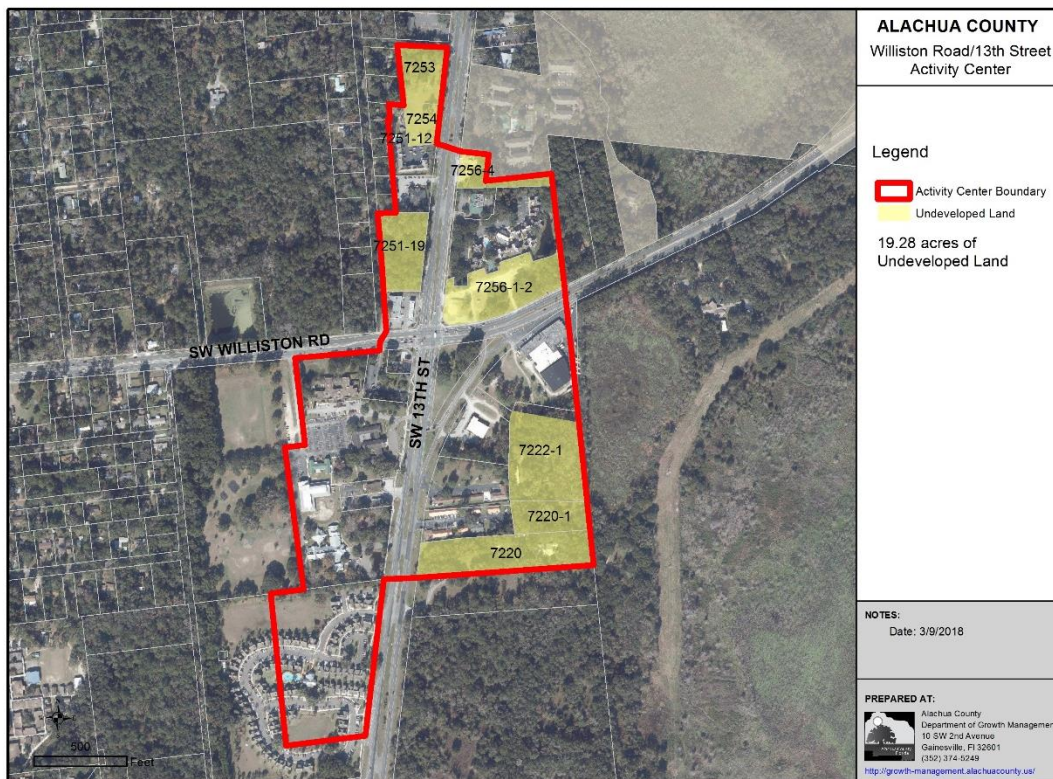 ALACHUA COUNTY
Williston Road/13th Street
Activity Center
Legend
Activity Center Boundary
Undeveloped Land
19.28 acres of
Undeveloped Land
7253
7254
7251-12
7256-4
7251-19
7256-1-2
SW WILLISTON RD
SW 13TH ST
7222-1
7220-1
7220
500
Feet
NOTES:
Date: 3/9/2018
PREPARED AT:
Alachua County
Department of Growth Management
10 SW 2nd Avenue
Gainesville, Fl 32601
(352) 374-5249
http://growth-management.alachuacounty.us/